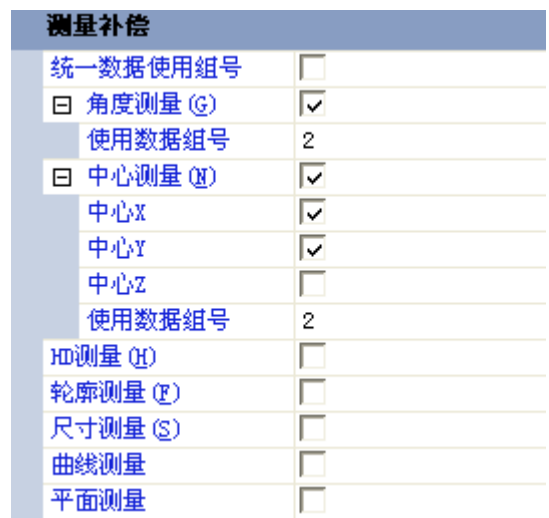 测量补偿
统一数据使用组号
角度测量(G)
使用数据组号 2
中心测量(N)
中心X
中心Y
中心Z
使用数据组号 2
HD测量(H)
轮廓测量(F)
尺寸测量(S)
曲线测量
平面测量